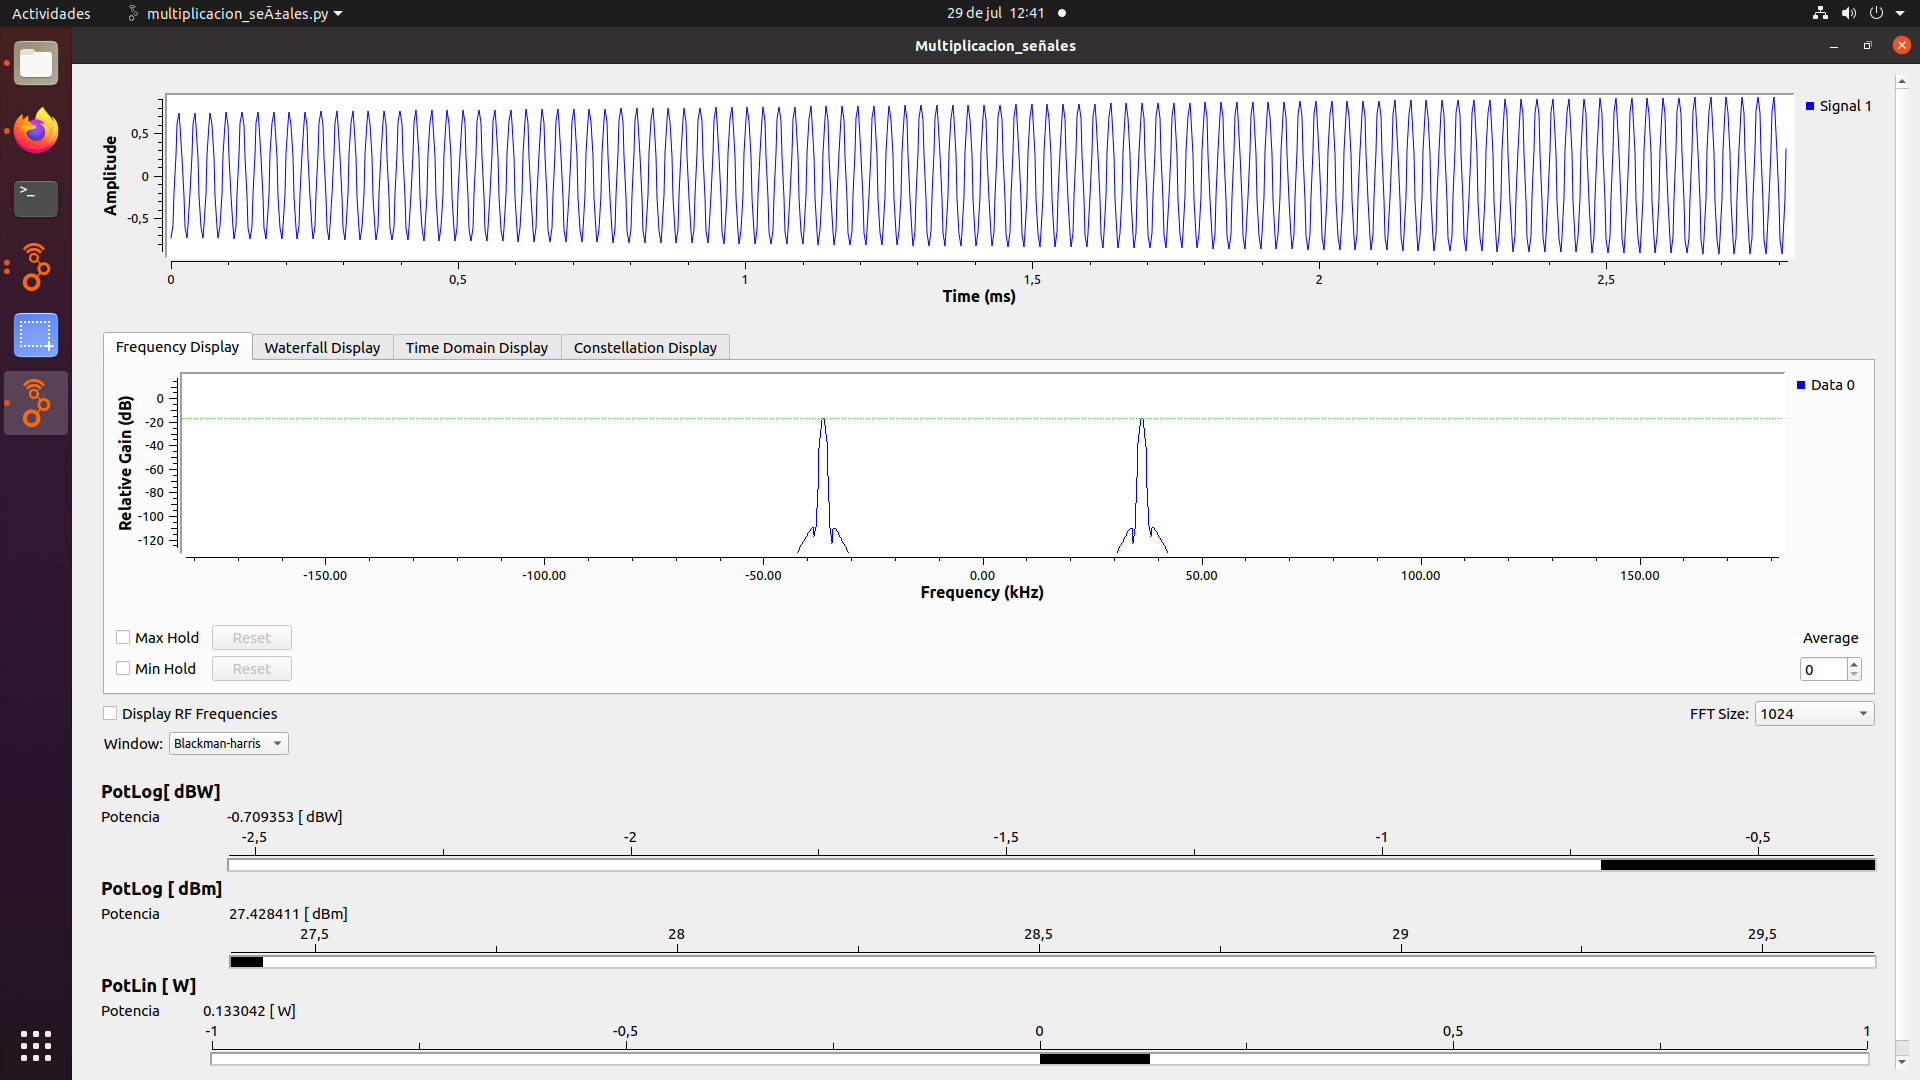 Actividades
multiplicacion_seÃ±ales.py
29 de jul 12:41
Multiplicacion_señales
Signal 1
Amplitude
0,5
0
-0,5
0 0,5 1 1,5 2 2,5
Time (ms)
Frequency Display Waterfall Display Time Domain Display Constellation Display
Data 0
Relative Gain (dB)
0
-20
-40
-60
-80
-100
-120
-150.00 -100.00 -50.00 0.00 50.00 100.00 150.00
Frequency (kHz)
Max Hold Reset
Average
Min Hold Reset
0
Display RF Frequencies
FFT Size: 1024
Window: Blackman-harris
PotLog[ dBW]
Potencia -0.709353 [ dBW]
-2,5 -2 -1,5 -1 -0,5
PotLog [ dBm]
Potencia 27.428411 [ dBm]
27,5 28 28,5 29 29,5
PotLin [ W]
Potencia 0.133042 [ W]
-1 -0,5 0 0,5 1